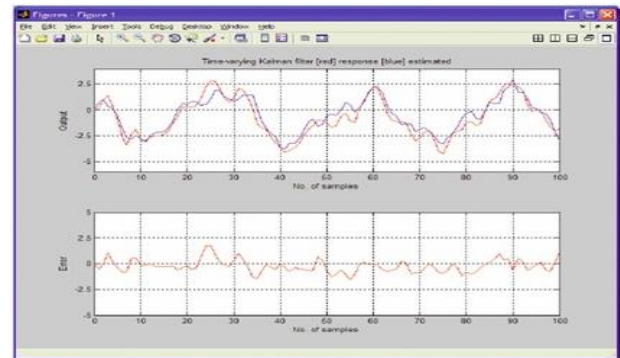 Figures - Figure 1
File Edit View Insert Tools Debug Desktop Window Help
Time-varying Kalman filter [red] response [blue] estimated
2.5
0
-2.5
-5
Output
0 10 20 30 40 50 60 70 80 90 100
No. of samples
5
2.5
0
-2.5
-5
Error
0 10 20 30 40 50 60 70 80 90 100
No. of samples